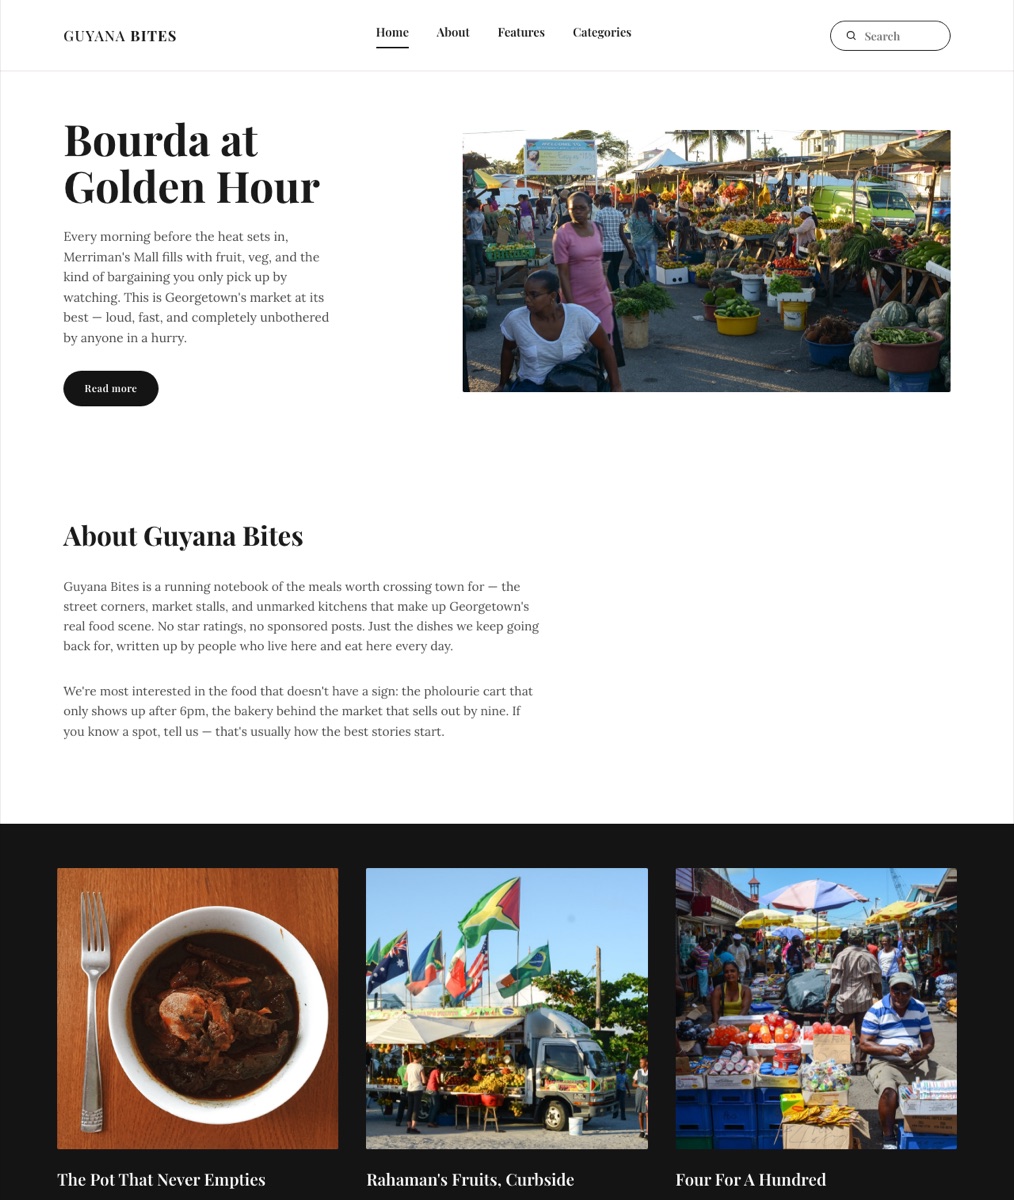 GUYANA BITES
Home
About
Features
Categories
Search
Bourda at
Golden Hour
Every morning before the heat sets in,
Merriman's Mall fills with fruit, veg, and the
kind of bargaining you only pick up by
watching. This is Georgetown's market at its
best — loud, fast, and completely unbothered
by anyone in a hurry.
Read more
About Guyana Bites
Guyana Bites is a running notebook of the meals worth crossing town for — the
street corners, market stalls, and unmarked kitchens that make up Georgetown's
real food scene. No star ratings, no sponsored posts. Just the dishes we keep going
back for, written up by people who live here and eat here every day.
We're most interested in the food that doesn't have a sign: the pholourie cart that
only shows up after 6pm, the bakery behind the market that sells out by nine. If
you know a spot, tell us — that's usually how the best stories start.
The Pot That Never Empties
Rahaman's Fruits, Curbside
Four For A Hundred